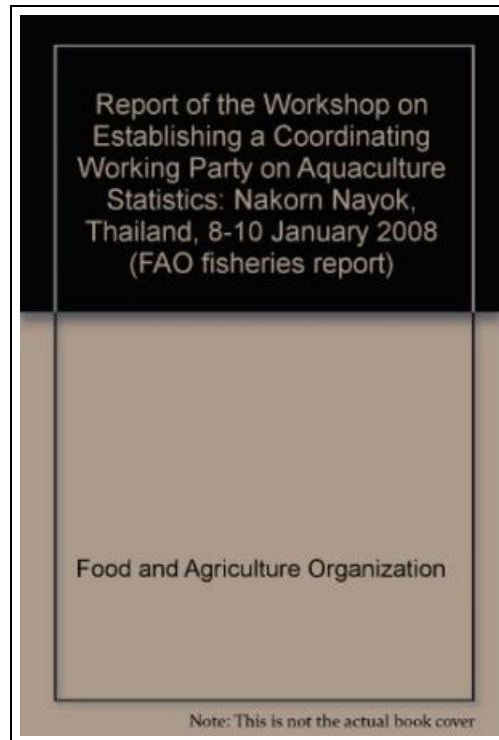 Report of the Workshop on
Establishing a Coordinating
Working Party on Aquaculture
Statistics: Nakorn Nayok,
Thailand, 8-10 January 2008
(FAO fisheries report)
Food and Agriculture Organization
Note: This is not the actual book cover